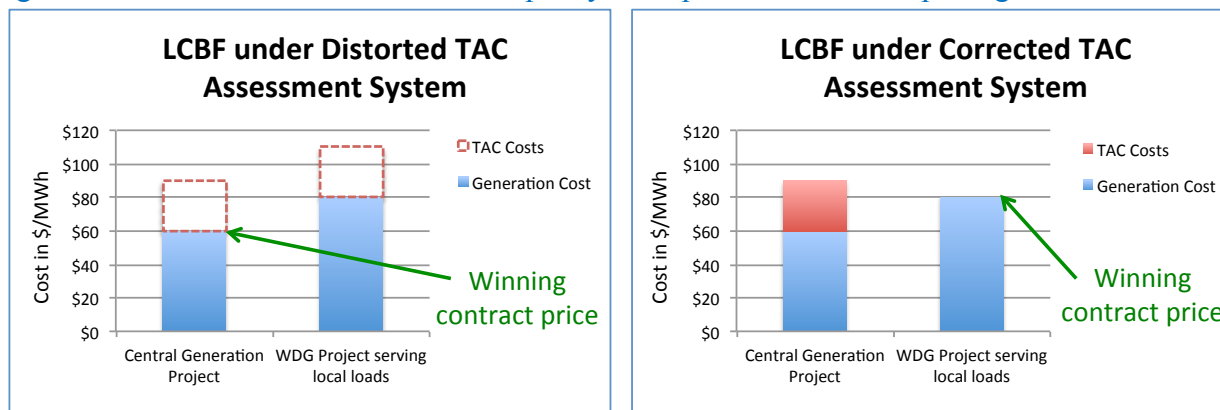 LCBF under Distorted TAC
Assessment System
Cost in $/MWh
$120
$100
$80
$60
$40
$20
$0
TAC Costs
Generation Cost
Winning
contract price
Central Generation
Project
WDG Project serving
local loads
LCBF under Corrected TAC
Assessment System
Cost in $/MWh
$120
$100
$80
$60
$40
$20
$0
TAC Costs
Generation Cost
Winning
contract price
Central Generation
Project
WDG Project serving
local loads